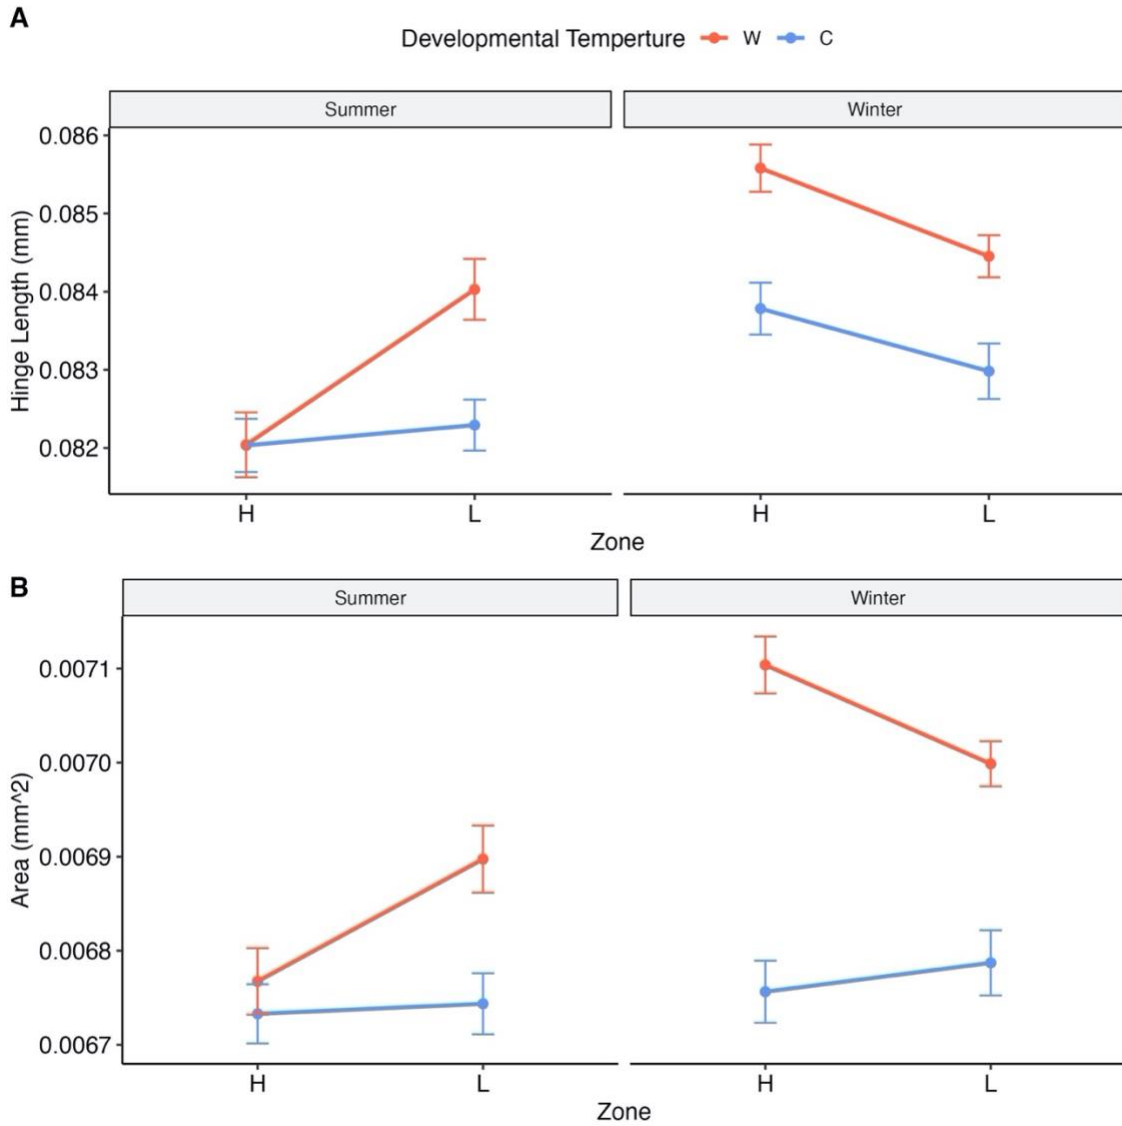 A
Developmental Temperture W C
Summer Winter
Hinge Length (mm)
0.086
0.085
0.084
0.083
0.082
H L H L
Zone
B
Summer Winter
Area (mm^2)
0.0071
0.0070
0.0069
0.0068
0.0067
H L H L
Zone